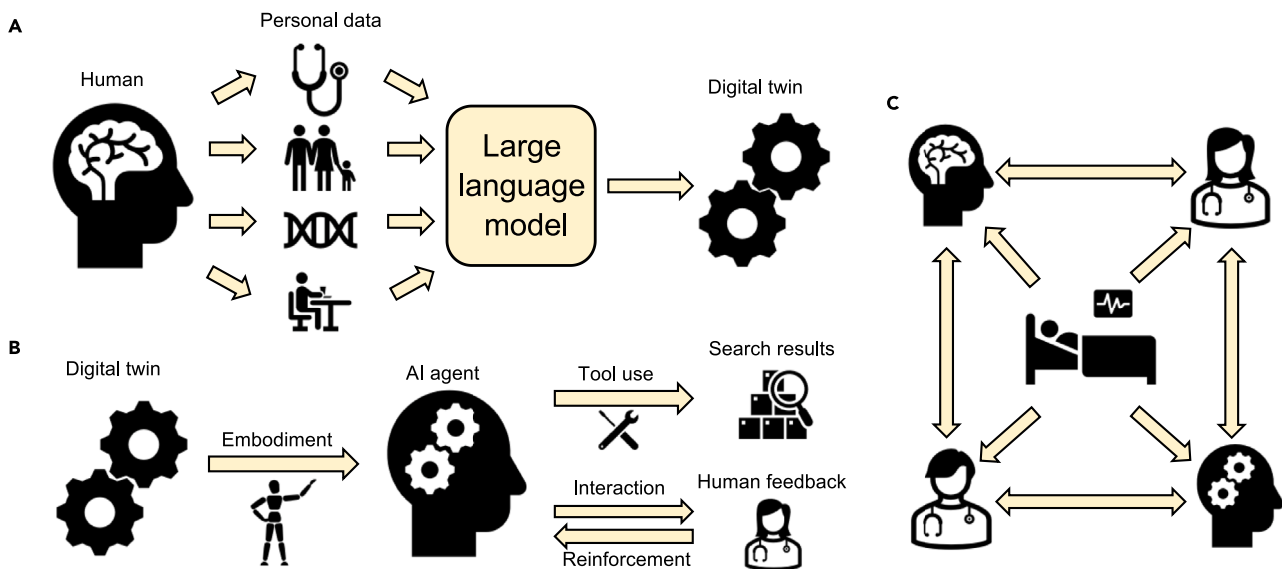 A
Personal data
Human
Large
language
model
Digital twin
C
B
Digital twin
Embodiment
AI agent
Tool use
Search results
Interaction
Human feedback
Reinforcement